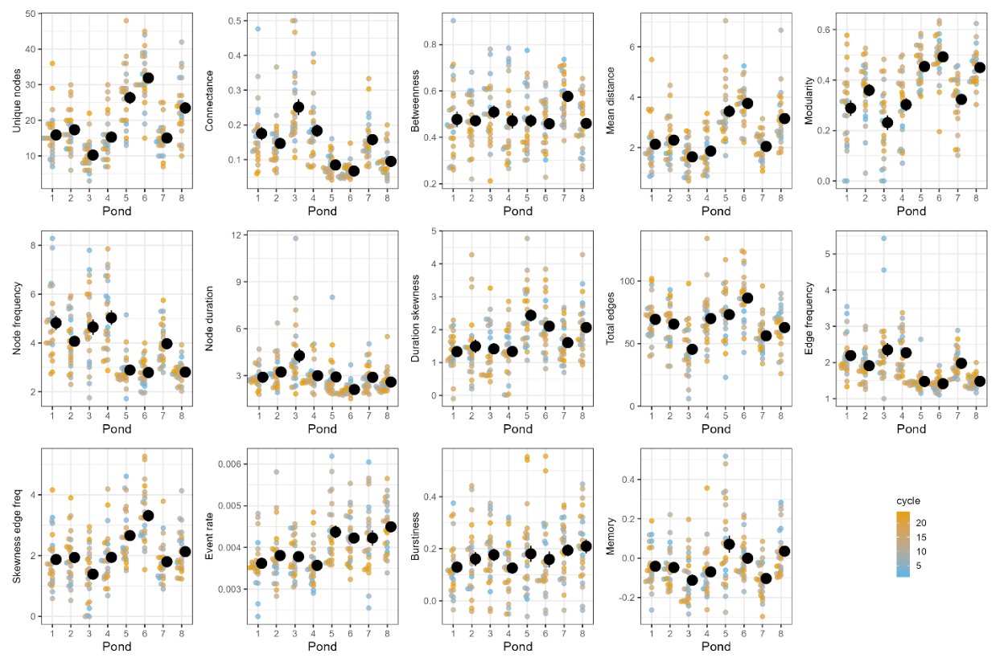 Unique nodes
50
40
30
20
10
1 2 3 4 5 6 7 8
Pond
Connectance
0.5
0.4
0.3
0.2
0.1
1 2 3 4 5 6 7 8
Pond
Betweenness
0.8
0.6
0.4
0.2
1 2 3 4 5 6 7 8
Pond
Mean distance
6
4
2
1 2 3 4 5 6 7 8
Pond
Modularity
0.6
0.4
0.2
0.0
1 2 3 4 5 6 7 8
Pond
Node frequency
8
6
4
2
1 2 3 4 5 6 7 8
Pond
Node duration
12
9
6
3
1 2 3 4 5 6 7 8
Pond
Duration skewness
5
4
3
2
1
0
1 2 3 4 5 6 7 8
Pond
Total edges
100
50
0
1 2 3 4 5 6 7 8
Pond
Edge frequency
5
4
3
2
1
1 2 3 4 5 6 7 8
Pond
Skewness edge freq
4
2
0
1 2 3 4 5 6 7 8
Pond
Event rate
0.006
0.005
0.004
0.003
1 2 3 4 5 6 7 8
Pond
Burstiness
0.4
0.2
0.0
1 2 3 4 5 6 7 8
Pond
Memory
0.4
0.2
0.0
-0.2
1 2 3 4 5 6 7 8
Pond
cycle
20
15
10
5